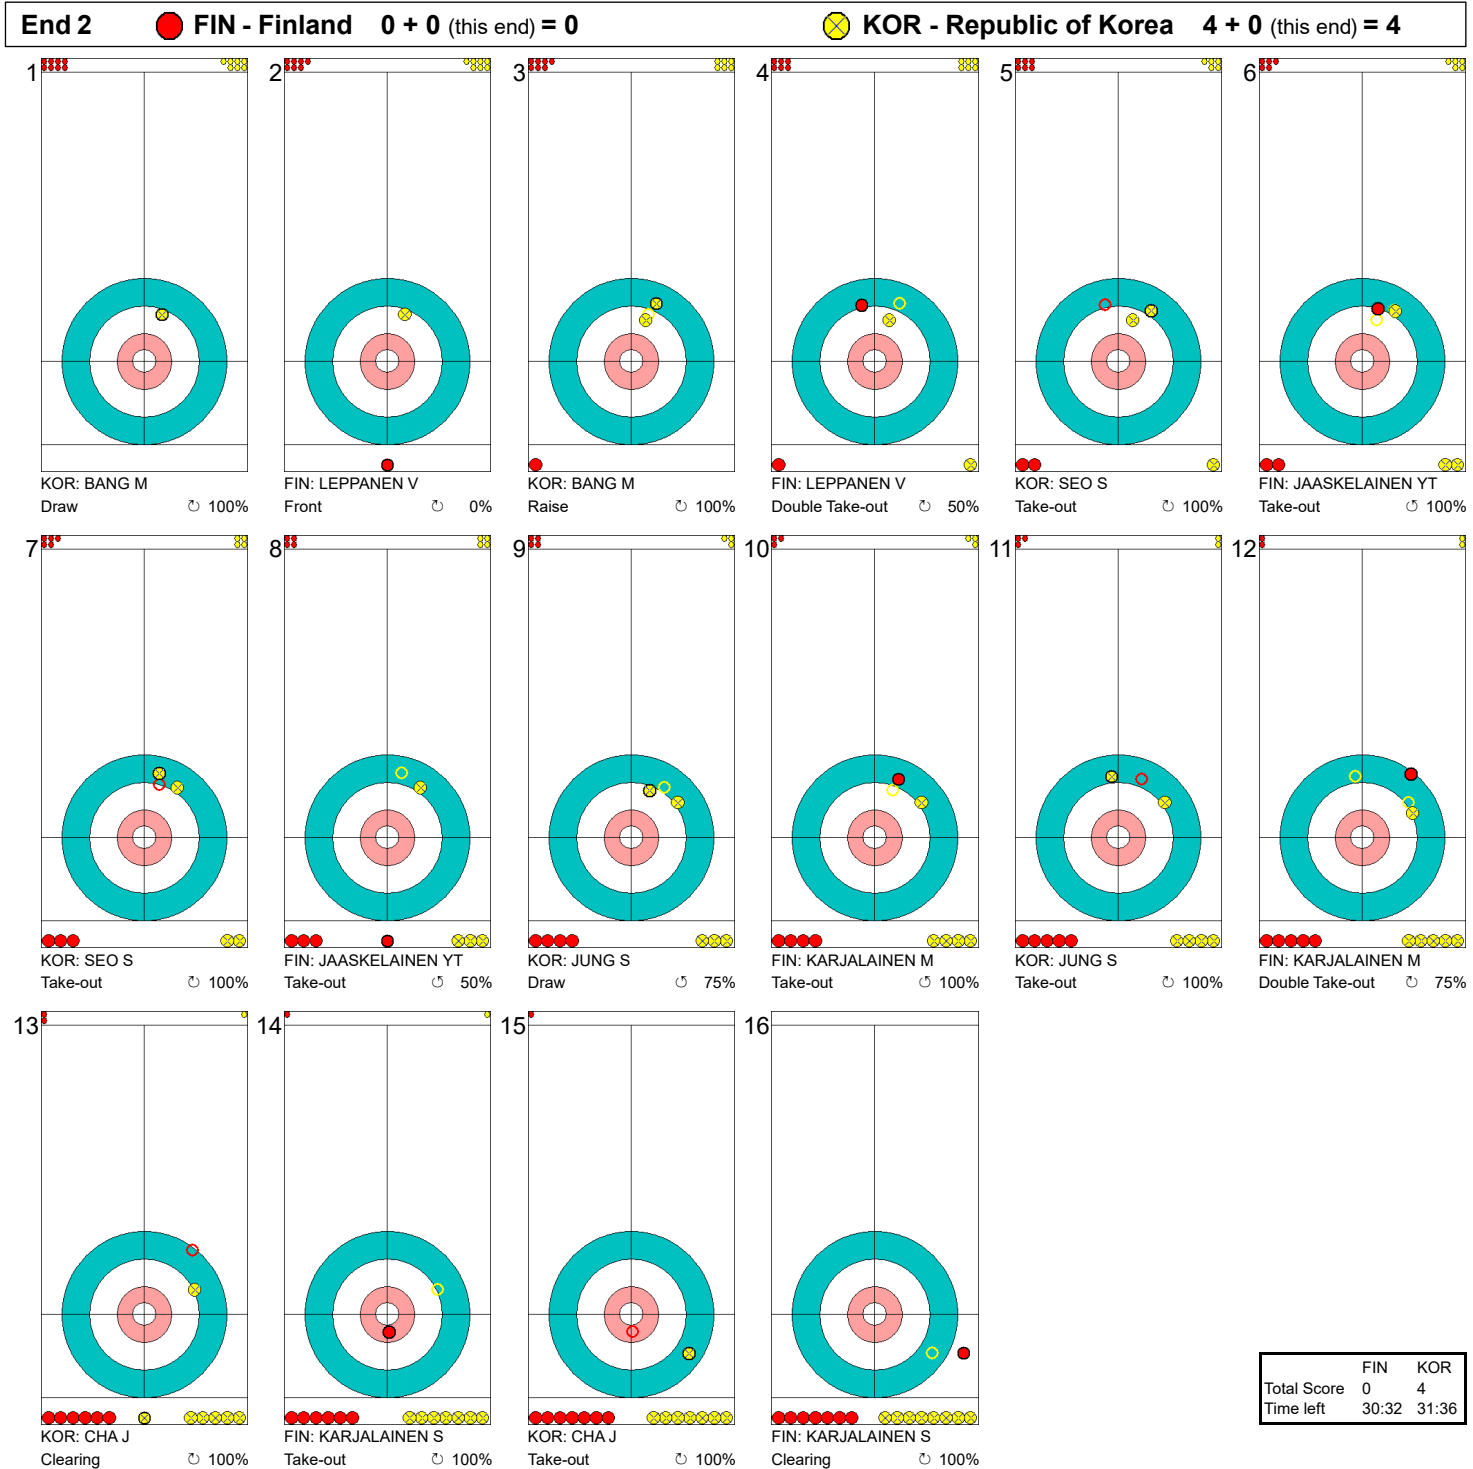 End 2 FIN - Finland 0 + 0 (this end) = 0 KOR - Republic of Korea 4 + 0 (this end) = 4
1 2 3 4 5 6
KOR: BANG M FIN: LEPPANEN V KOR: BANG M FIN: LEPPANEN V KOR: SEO S FIN: JAASKELAINEN YT
Draw ↻ 100% Front ↻ 0% Raise ↻ 100% Double Take-out ↻ 50% Take-out ↻ 100% Take-out ↻ 100%
7 8 9 10 11 12
KOR: SEO S FIN: JAASKELAINEN YT KOR: JUNG S FIN: KARJALAINEN M KOR: JUNG S FIN: KARJALAINEN M
Take-out ↻ 100% Take-out ↺ 50% Draw ↺ 75% Take-out ↺ 100% Take-out ↻ 100% Double Take-out ↻ 75%
13 14 15 16
KOR: CHA J FIN: KARJALAINEN S KOR: CHA J FIN: KARJALAINEN S
Clearing ↻ 100% Take-out ↻ 100% Take-out ↻ 100% Clearing ↻ 100%
FIN KOR
Total Score 0 4
Time left 30:32 31:36